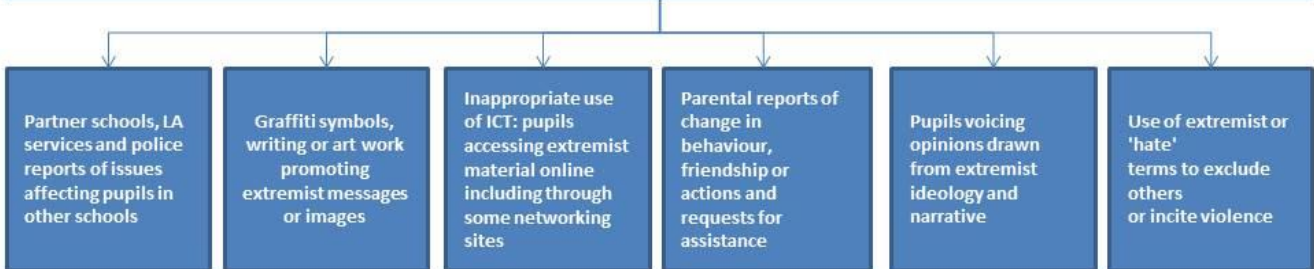 Partner schools, LA
services and police
reports of issues
affecting pupils in
other schools
Graffiti symbols,
writing or art work
promoting
extremist messages
or images
Inappropriate use
of ICT: pupils
accessing extremist
material online
including through
some networking
sites
Parental reports of
change in
behaviour,
friendship or
actions and
requests for
assistance
Pupils voicing
opinions drawn
from extremist
ideology and
narrative
Use of extremist or
'hate'
terms to exclude
others
or incite violence